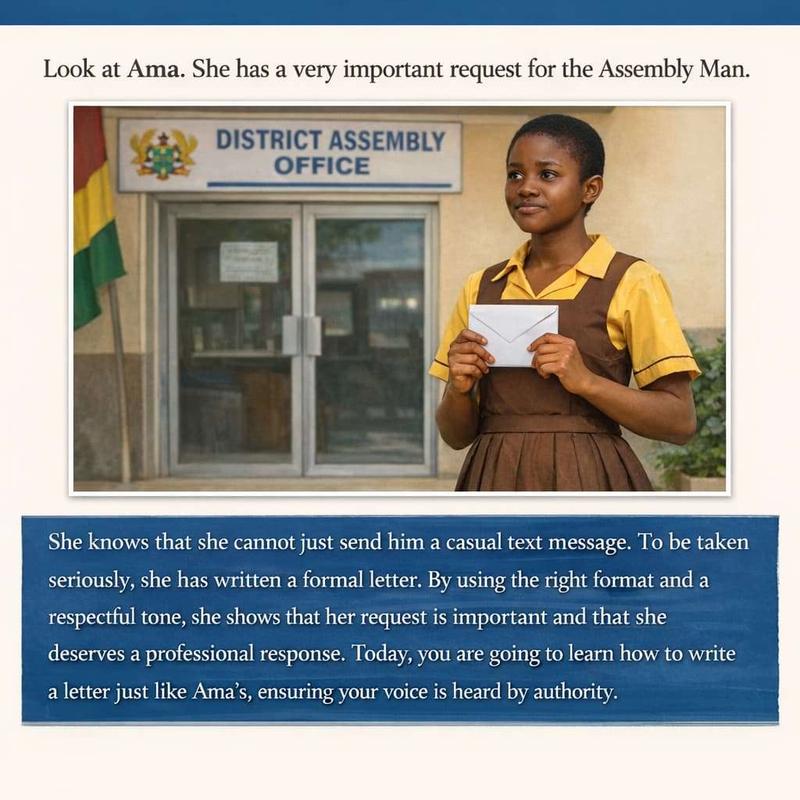 Look at Ama. She has a very important request for the Assembly Man.
DISTRICT ASSEMBLY
OFFICE
She knows that she cannot just send him a casual text message. To be taken
seriously, she has written a formal letter. By using the right format and a
respectful tone, she shows that her request is important and that she
deserves a professional response. Today, you are going to learn how to write
a letter just like Ama’s, ensuring your voice is heard by authority.